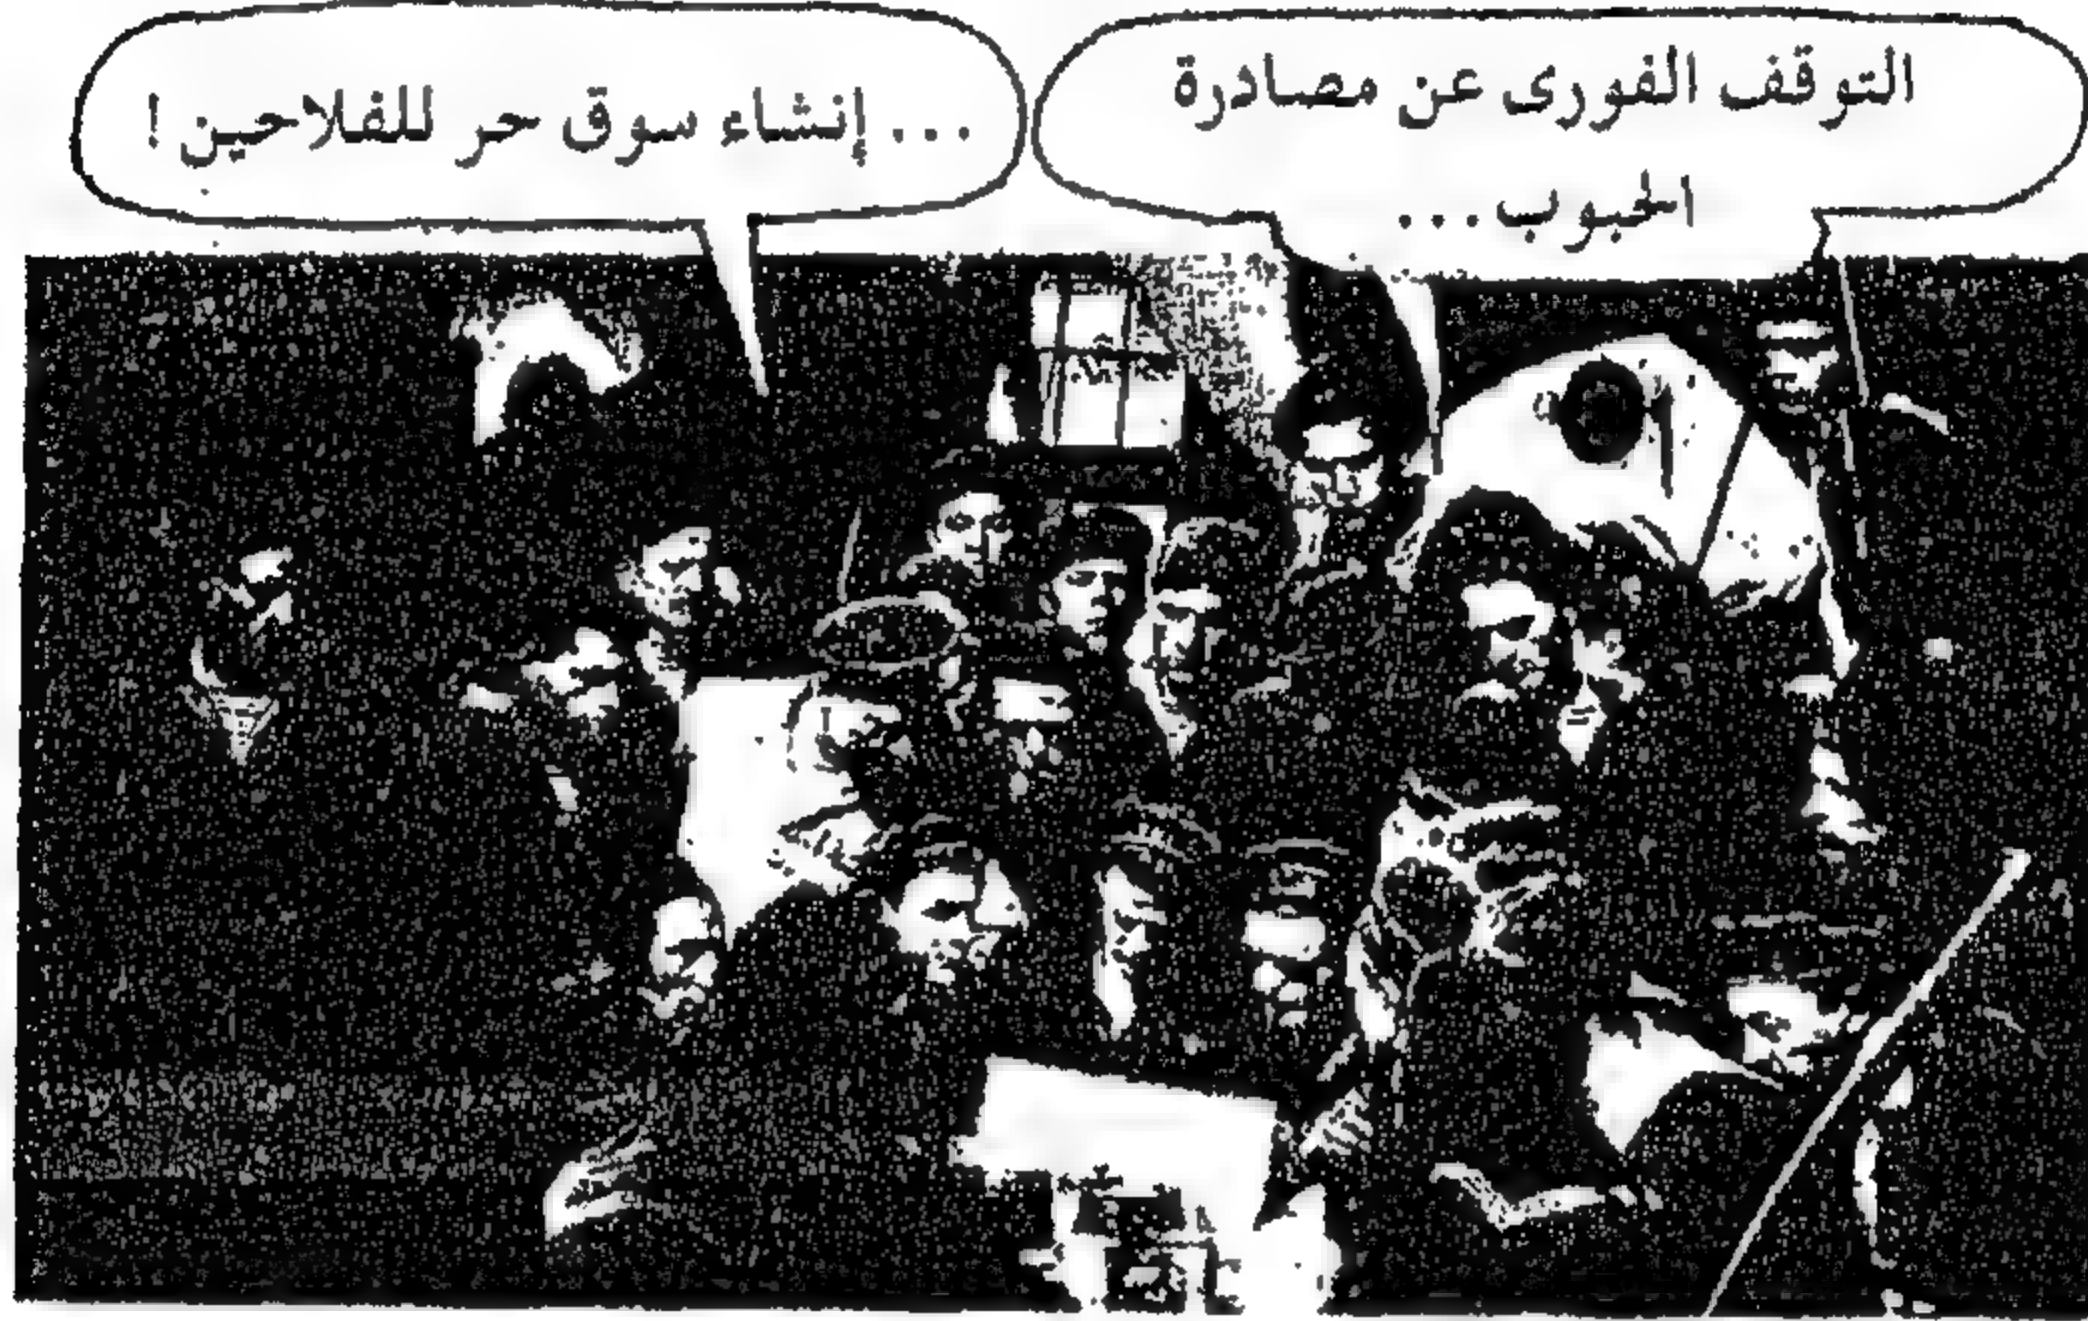 التوقف الفورى عن مصادرة
الحبوب ...
... إنشاء سوق حر للفلاحين !